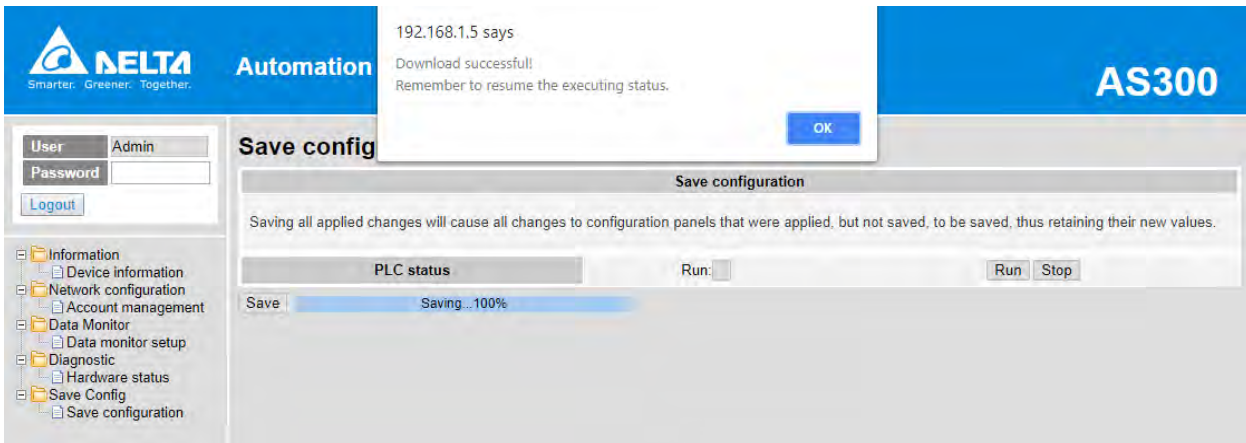 192.168.1.5 says
Download successful!
Remember to resume the executing status.
OK
DELTA
Smarter. Greener. Together.
Automation
AS300
User Admin
Password
Logout
Information
Device information
Network configuration
Account management
Data Monitor
Data monitor setup
Diagnostic
Hardware status
Save Config
Save configuration
Save config
Save configuration
Saving all applied changes will cause all changes to configuration panels that were applied, but not saved, to be saved, thus retaining their new values.
PLC status Run: Run Stop
Save Saving...100%